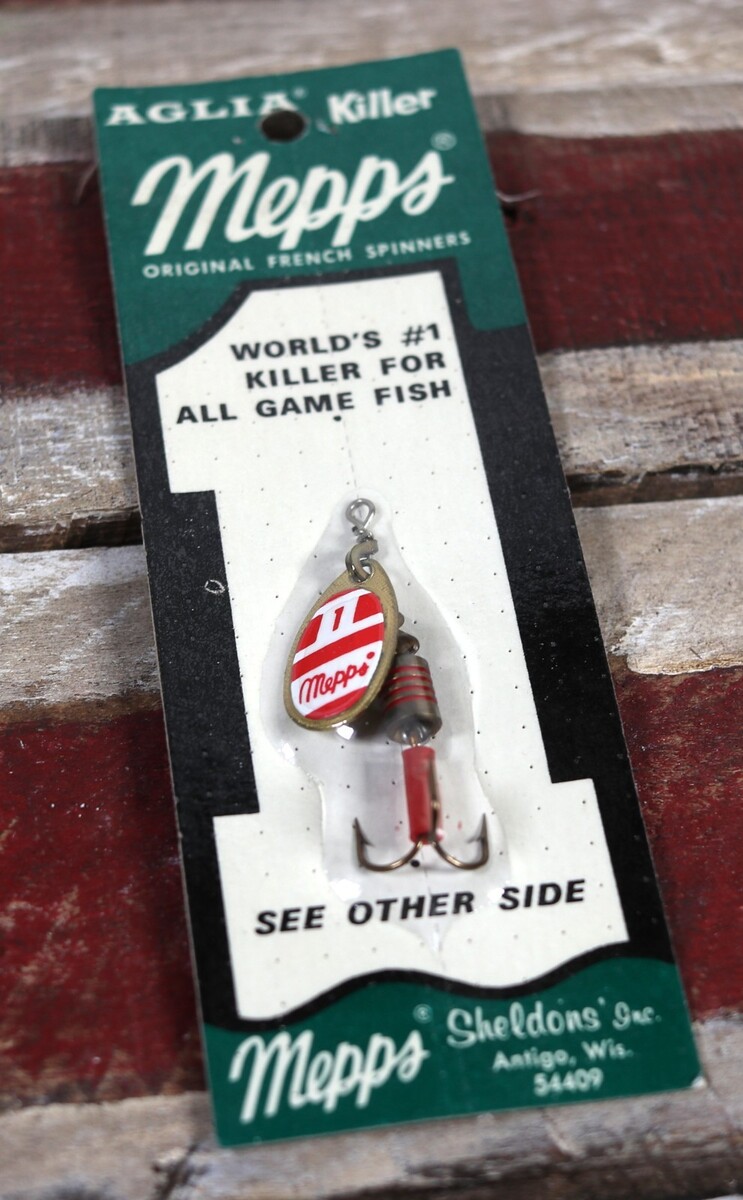 AGLIA® Killer
Mepps®
ORIGINAL FRENCH SPINNERS
WORLD'S #1
KILLER FOR
ALL GAME FISH
1
Mepps
SEE OTHER SIDE
Mepps® Sheldons' Inc.
Antigo, Wis.
54409